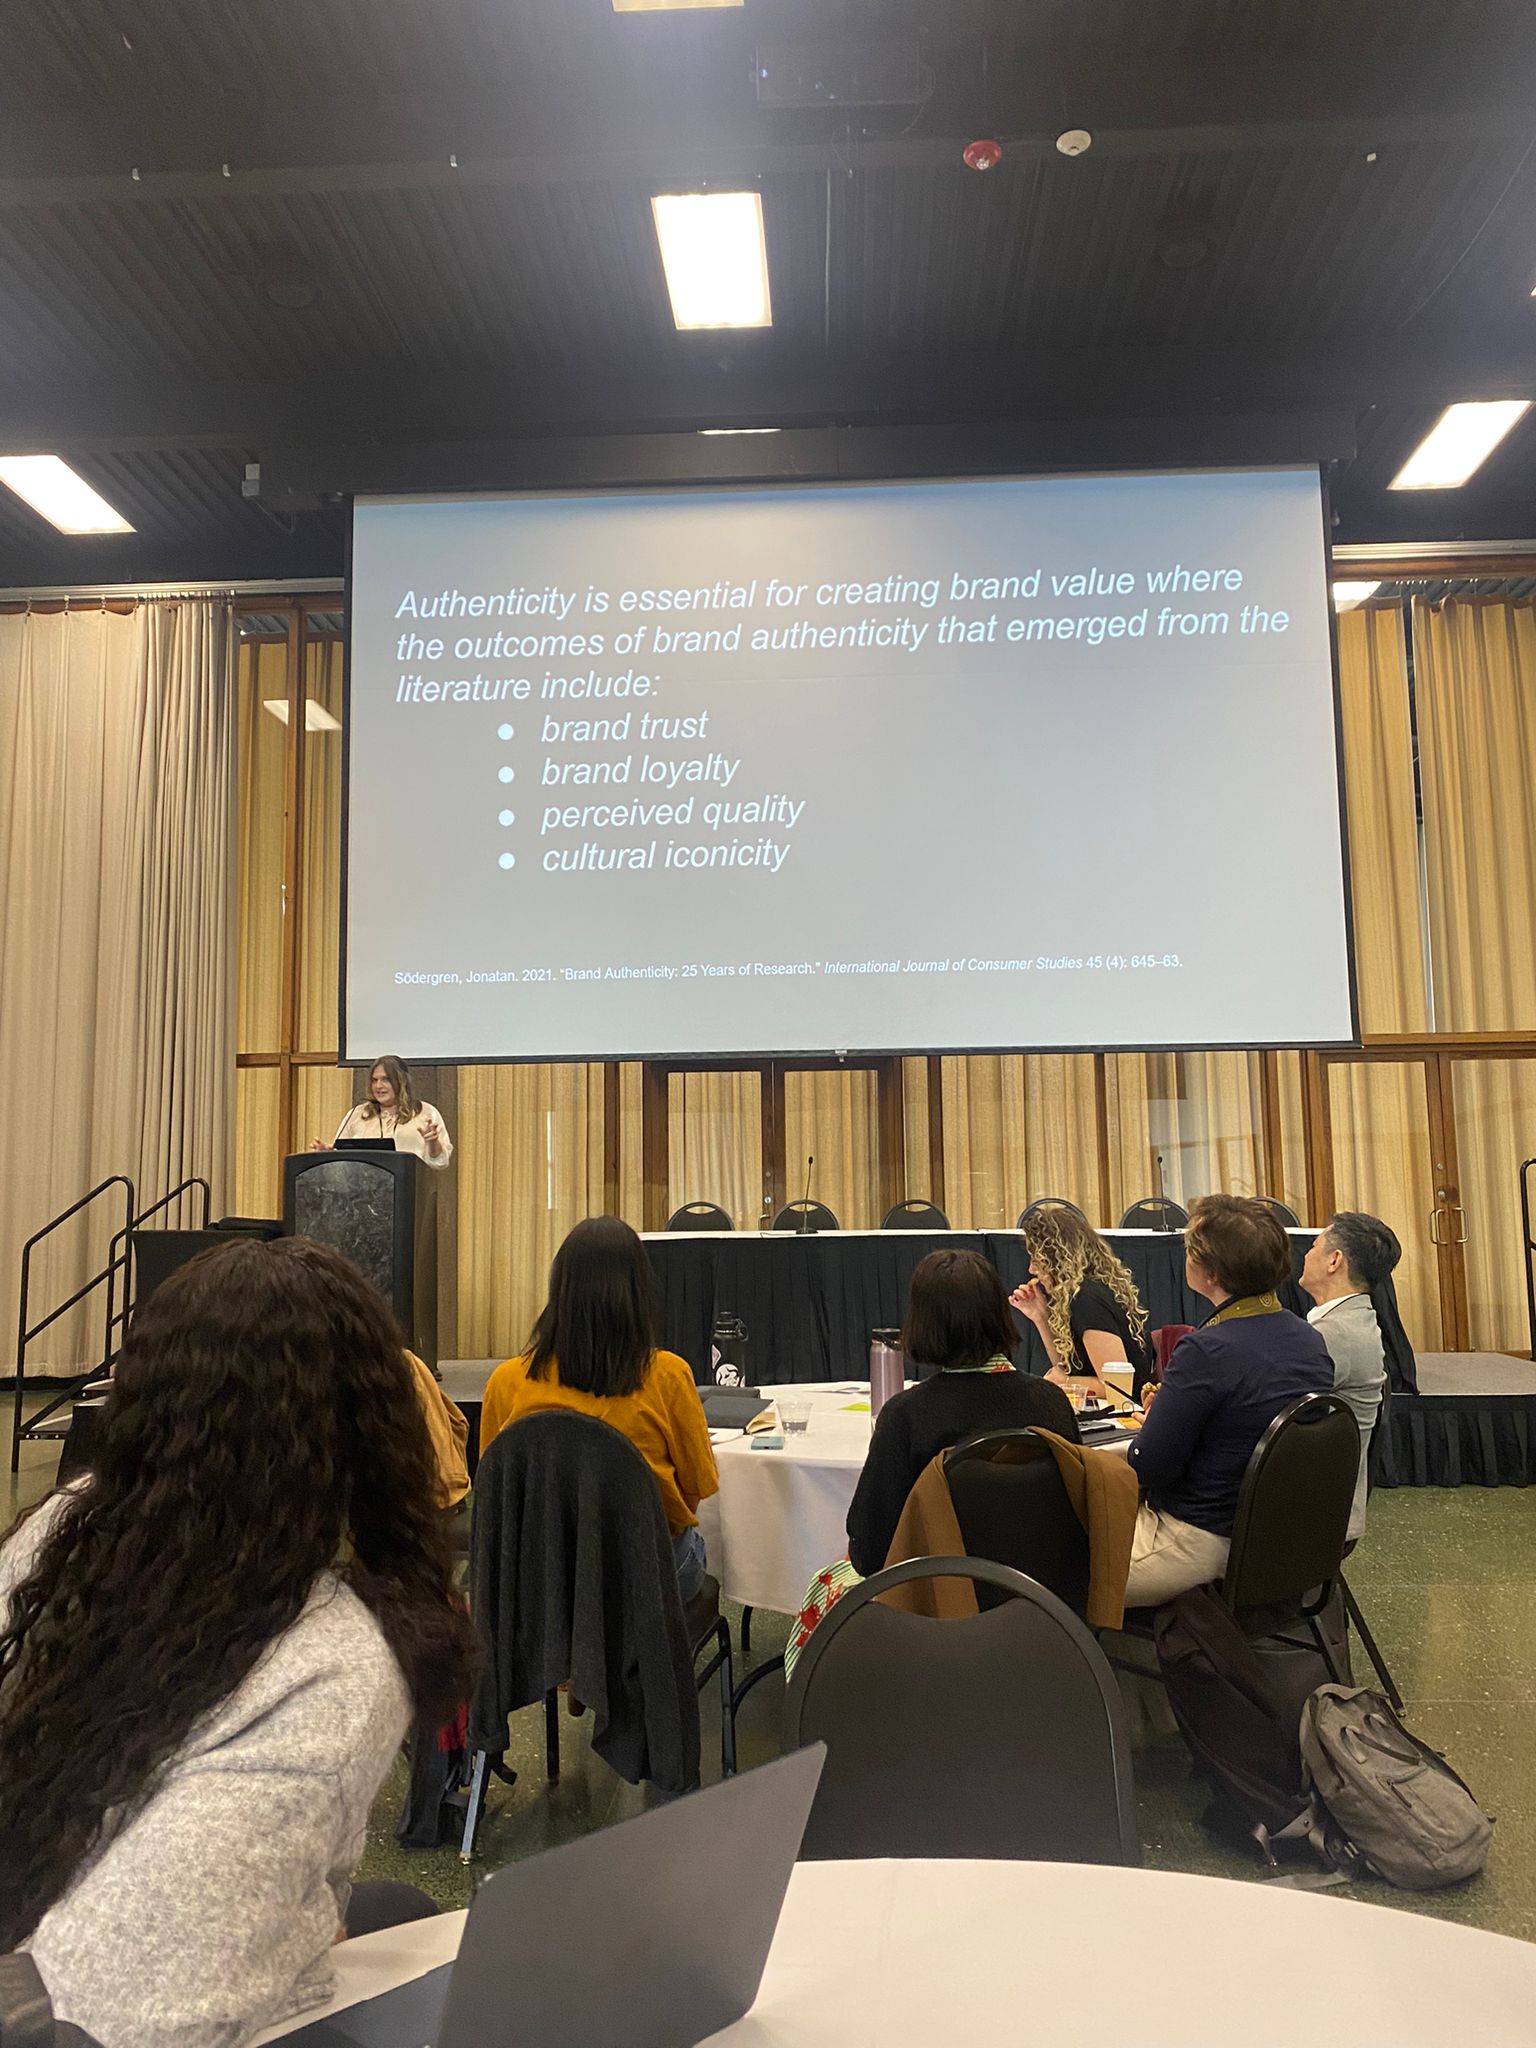 Authenticity is essential for creating brand value where
the outcomes of brand authenticity that emerged from the
literature include:
● brand trust
● brand loyalty
● perceived quality
● cultural iconicity
Södergren, Jonatan. 2021. "Brand Authenticity: 25 Years of Research." International Journal of Consumer Studies 45 (4): 645–63.